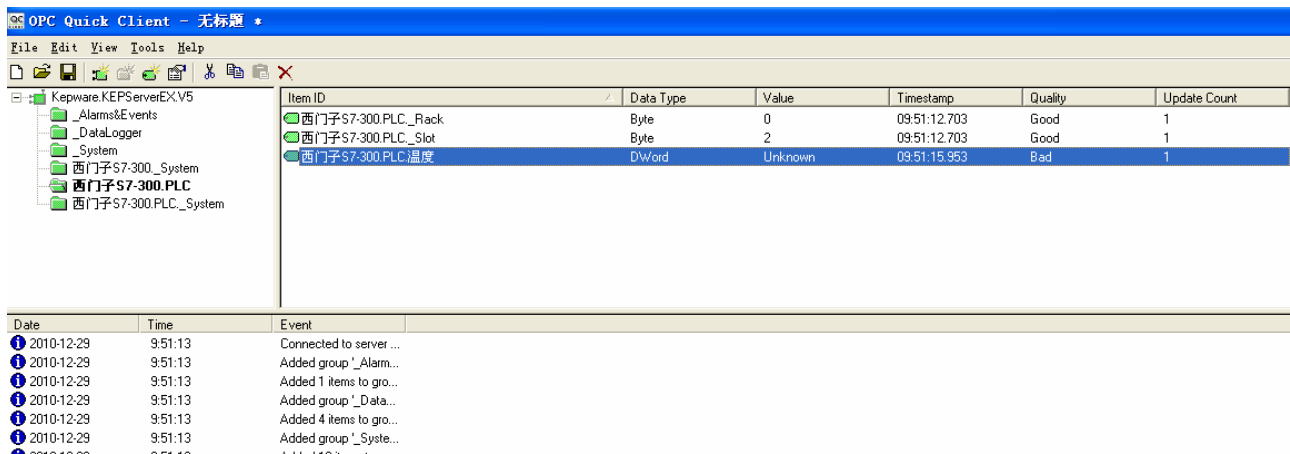 OPC Quick Client - 无标题 *
File Edit View Tools Help
Kepware.KEPServerEX.V5
_Alarms&Events
_DataLogger
_System
西门子S7-300._System
西门子S7-300.PLC
西门子S7-300.PLC._System
Item ID Data Type Value Timestamp Quality Update Count
西门子S7-300.PLC._Rack Byte 0 09:51:12.703 Good 1
西门子S7-300.PLC._Slot Byte 2 09:51:12.703 Good 1
西门子S7-300.PLC.温度 DWord Unknown 09:51:15.953 Bad 1
Date Time Event
2010-12-29 9:51:13 Connected to server ...
2010-12-29 9:51:13 Added group '_Alarm...
2010-12-29 9:51:13 Added 1 items to gro...
2010-12-29 9:51:13 Added group '_Data...
2010-12-29 9:51:13 Added 4 items to gro...
2010-12-29 9:51:13 Added group '_Syste...